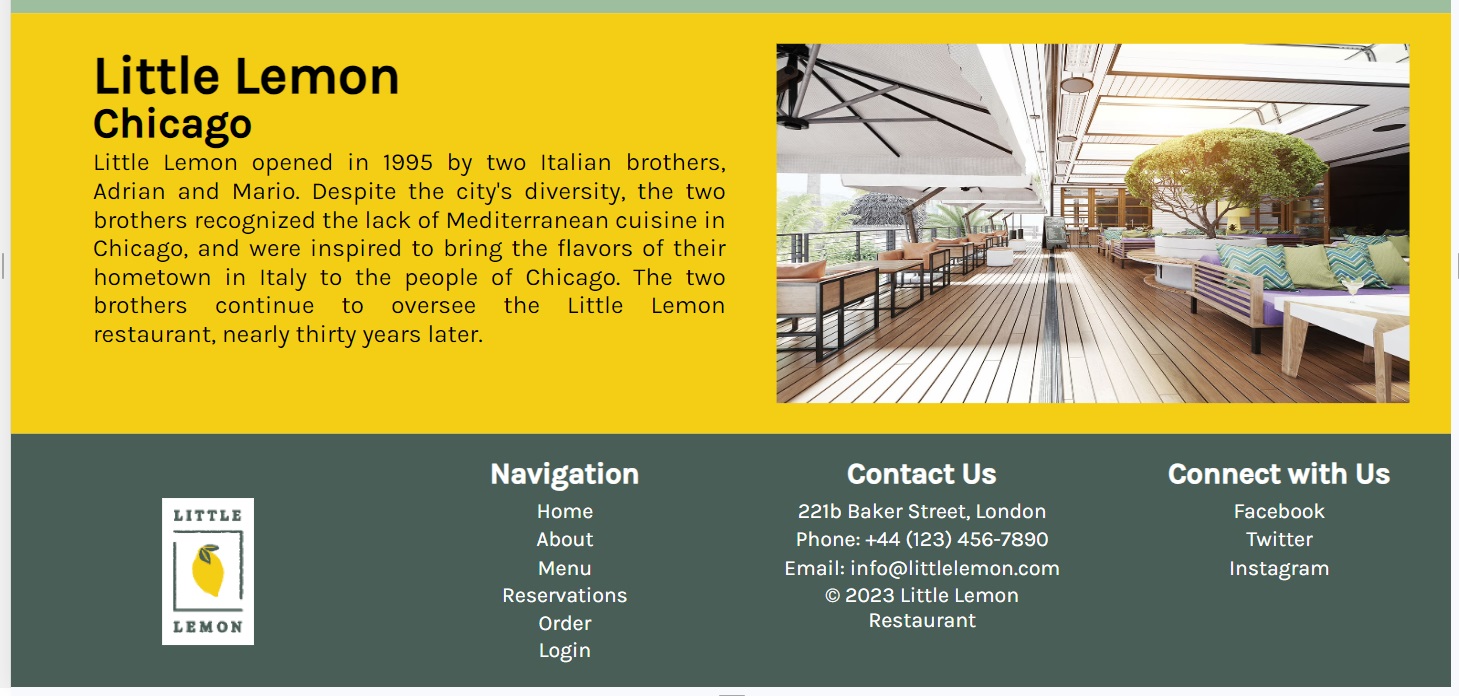 Little Lemon
Chicago
Little Lemon opened in 1995 by two Italian brothers,
Adrian and Mario. Despite the city's diversity, the two
brothers recognized the lack of Mediterranean cuisine in
Chicago, and were inspired to bring the flavors of their
hometown in Italy to the people of Chicago. The two
brothers continue to oversee the Little Lemon
restaurant, nearly thirty years later.
LITTLE
LEMON
Navigation
Home
About
Menu
Reservations
Order
Login
Contact Us
221b Baker Street, London
Phone: +44 (123) 456-7890
Email: info@littlelemon.com
© 2023 Little Lemon
Restaurant
Connect with Us
Facebook
Twitter
Instagram